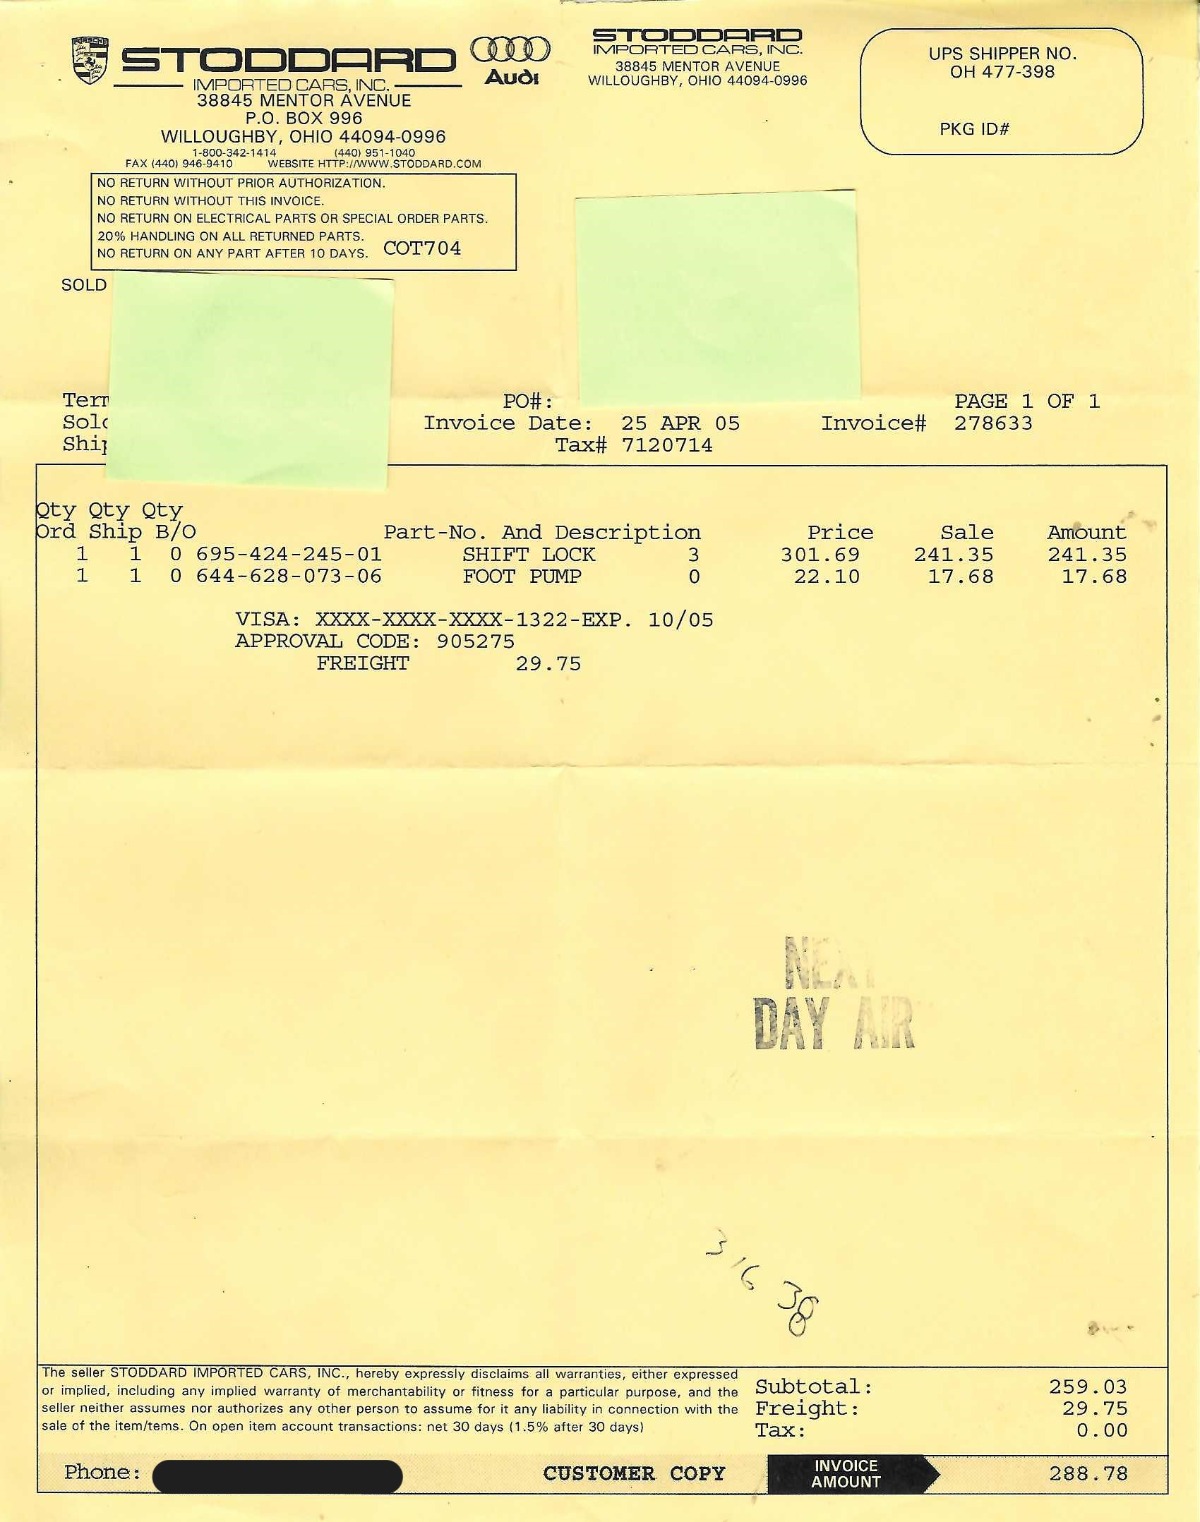 STODDARD
IMPORTED CARS, INC.
38845 MENTOR AVENUE
P.O. BOX 996
WILLOUGHBY, OHIO 44094-0996
1-800-342-1414 (440) 951-1040
FAX (440) 946-9410 WEBSITE HTTP://WWW.STODDARD.COM
Audi
STODDARD
IMPORTED CARS, INC.
38845 MENTOR AVENUE
WILLOUGHBY, OHIO 44094-0996
UPS SHIPPER NO.
OH 477-398
PKG ID#
NO RETURN WITHOUT PRIOR AUTHORIZATION.
NO RETURN WITHOUT THIS INVOICE.
NO RETURN ON ELECTRICAL PARTS OR SPECIAL ORDER PARTS.
20% HANDLING ON ALL RETURNED PARTS.
NO RETURN ON ANY PART AFTER 10 DAYS. COT704
SOLD
PO#: PAGE 1 OF 1
Invoice Date: 25 APR 05 Invoice# 278633
Tax# 7120714
Qty Qty Qty
Ord Ship B/O Part-No. And Description Price Sale Amount
1 1 0 695-424-245-01 SHIFT LOCK 3 301.69 241.35 241.35
1 1 0 644-628-073-06 FOOT PUMP 0 22.10 17.68 17.68
VISA: XXXX-XXXX-XXXX-1322-EXP. 10/05
APPROVAL CODE: 905275
FREIGHT 29.75
NEXT
DAY AIR
316 38
The seller STODDARD IMPORTED CARS, INC., hereby expressly disclaims all warranties, either expressed
or implied, including any implied warranty of merchantability or fitness for a particular purpose, and the
seller neither assumes nor authorizes any other person to assume for it any liability in connection with the
sale of the item/items. On open item account transactions: net 30 days (1.5% after 30 days)
Subtotal: 259.03
Freight: 29.75
Tax: 0.00
Phone: CUSTOMER COPY
INVOICE
AMOUNT 288.78